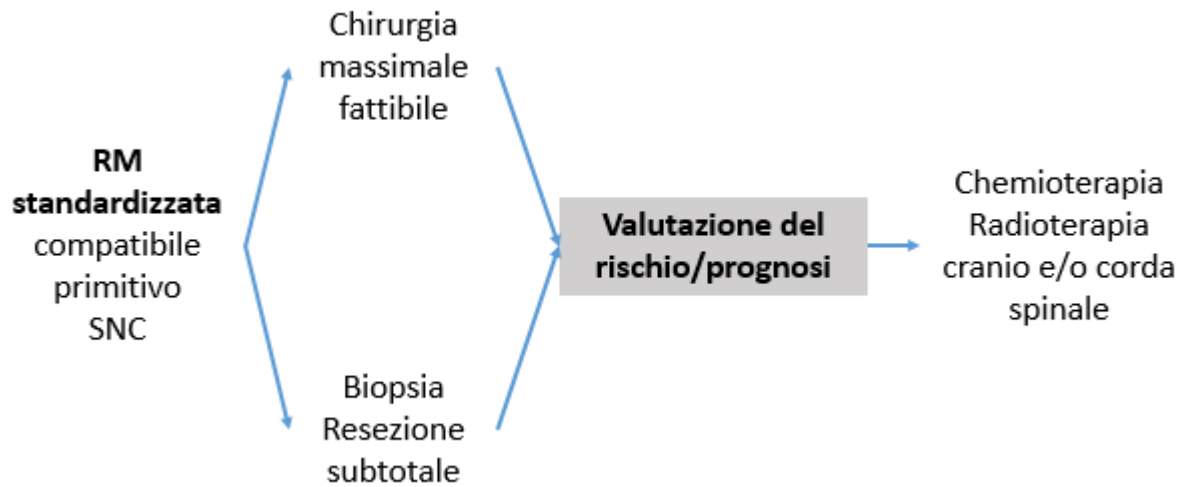 RM
standardizzata
compatibile
primitivo
SNC
Chirurgia
massimale
fattibile
Biopsia
Resezione
subtotale
Valutazione del
rischio/prognosi
Chemioterapia
Radioterapia
cranio e/o corda
spinale